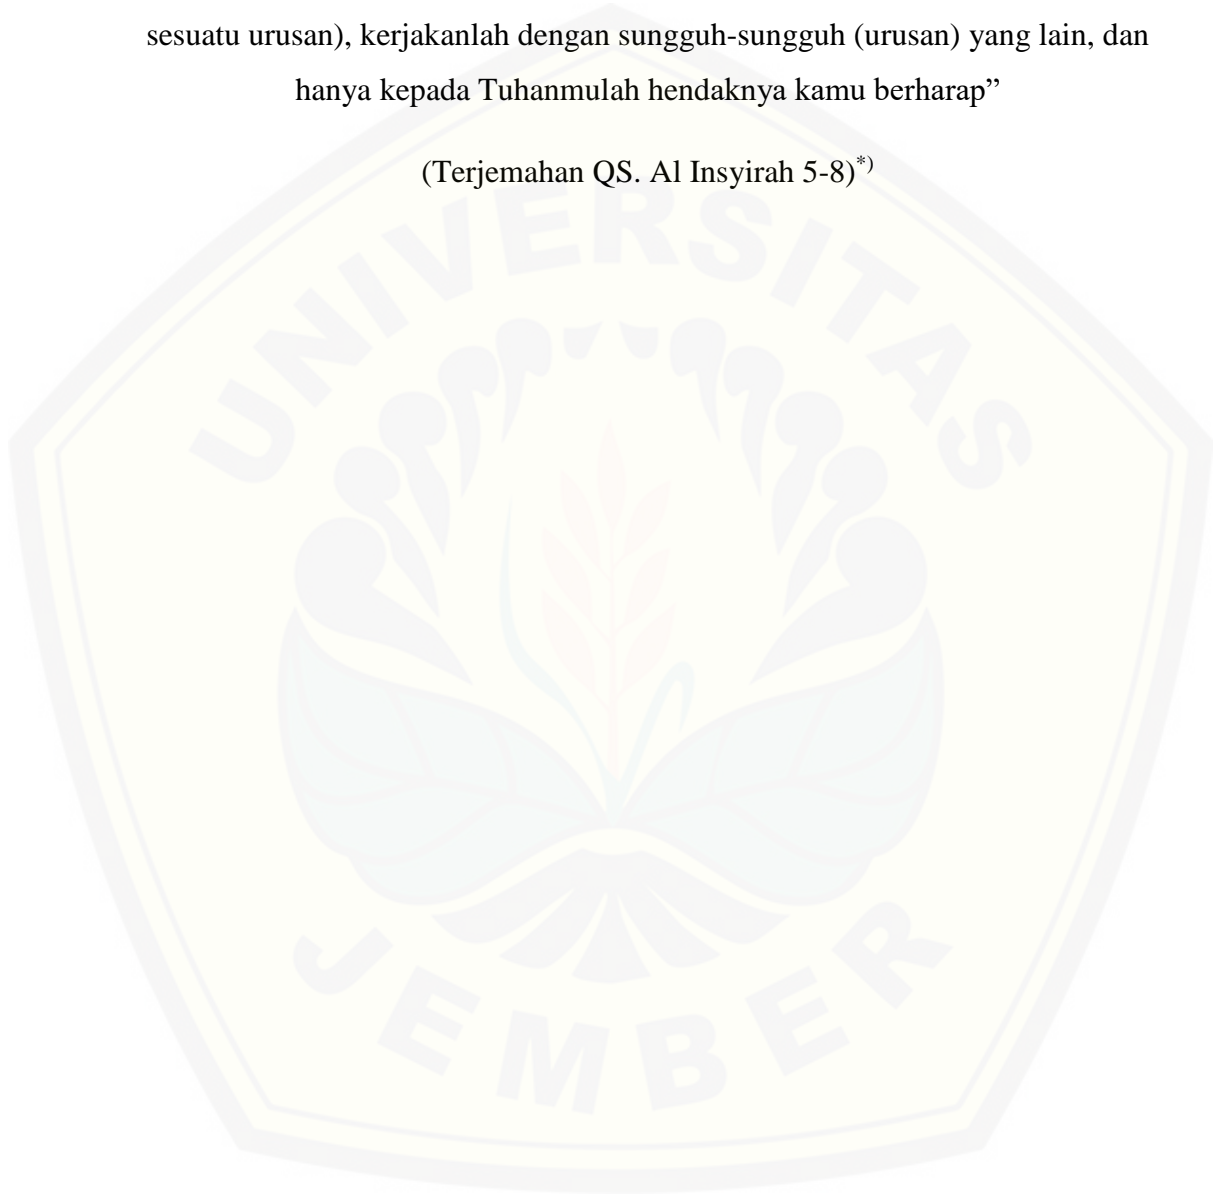 sesuatu urusan), kerjakanlah dengan sungguh-sungguh (urusan) yang lain, dan
hanya kepada Tuhanmulah hendaknya kamu berharap”
(Terjemahan QS. Al Insyirah 5-8)*)
UNIVERSITAS
JEMBER